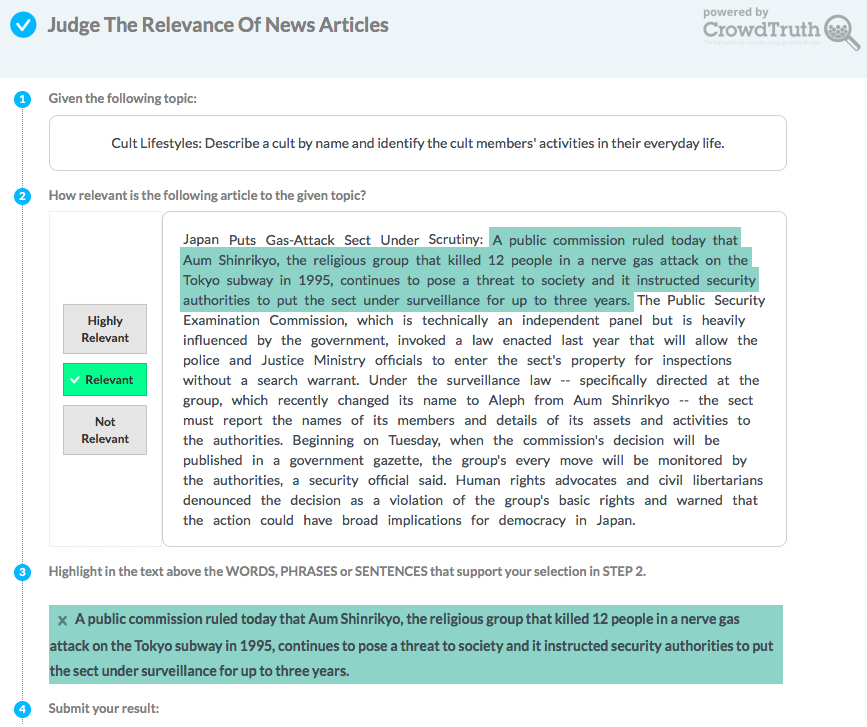 Judge The Relevance Of News Articles
powered by
CrowdTruth
1 Given the following topic:
Cult Lifestyles: Describe a cult by name and identify the cult members' activities in their everyday life.
2 How relevant is the following article to the given topic?
Highly
Relevant
Relevant
Not
Relevant
Japan Puts Gas-Attack Sect Under Scrutiny: A public commission ruled today that
Aum Shinrikyo, the religious group that killed 12 people in a nerve gas attack on the
Tokyo subway in 1995, continues to pose a threat to society and it instructed security
authorities to put the sect under surveillance for up to three years. The Public Security
Examination Commission, which is technically an independent panel but is heavily
influenced by the government, invoked a law enacted last year that will allow the
police and Justice Ministry officials to enter the sect's property for inspections
without a search warrant. Under the surveillance law -- specifically directed at the
group, which recently changed its name to Aleph from Aum Shinrikyo -- the sect
must report the names of its members and details of its assets and activities to
the authorities. Beginning on Tuesday, when the commission's decision will be
published in a government gazette, the group's every move will be monitored by
the authorities, a security official said. Human rights advocates and civil libertarians
denounced the decision as a violation of the group's basic rights and warned that
the action could have broad implications for democracy in Japan.
3 Highlight in the text above the WORDS, PHRASES or SENTENCES that support your selection in STEP 2.
x A public commission ruled today that Aum Shinrikyo, the religious group that killed 12 people in a nerve gas
attack on the Tokyo subway in 1995, continues to pose a threat to society and it instructed security authorities to put
the sect under surveillance for up to three years.
4 Submit your result: